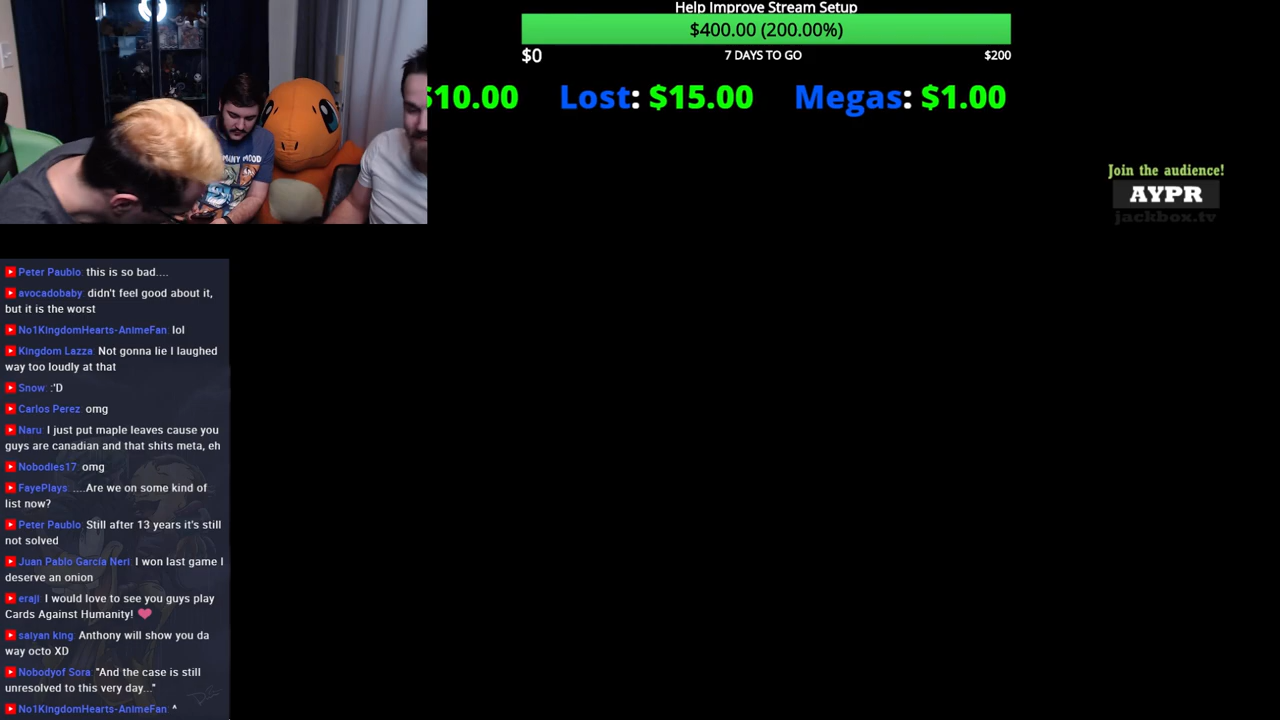 Help Improve Stream Setup
$400.00 (200.00%)
$0 7 DAYS TO GO $200
$10.00 Lost: $15.00 Megas: $1.00
MANY MOOD
Join the audience!
AYPR
jackbox.tv
Peter Paublo this is so bad....
avocadobaby didn't feel good about it,
but it is the worst
No1KingdomHearts-AnimeFan lol
Kingdom Lazza Not gonna lie I laughed
way too loudly at that
Snow :'D
Carlos Perez omg
Naru I just put maple leaves cause you
guys are canadian and that shits meta, eh
Nobodies17 omg
FayePlays ....Are we on some kind of
list now?
Peter Paublo Still after 13 years it's still
not solved
Juan Pablo García Neri I won last game I
deserve an onion
eraji I would love to see you guys play
Cards Against Humanity!
saiyan king Anthony will show you da
way octo XD
Nobodyof Sora "And the case is still
unresolved to this very day..."
No1KingdomHearts-AnimeFan ^